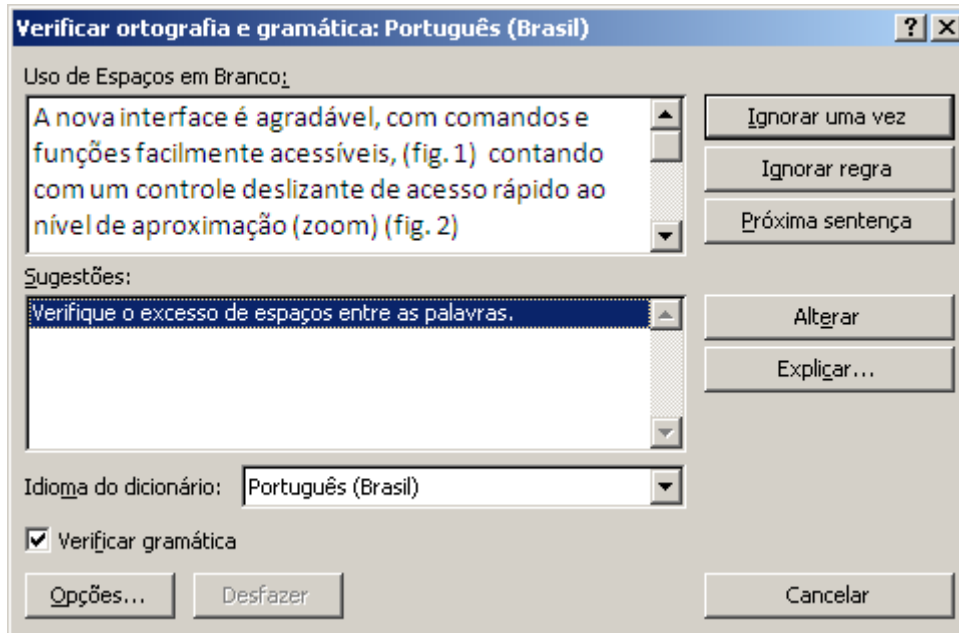 Verificar ortografia e gramática: Português (Brasil)
Uso de Espaços em Branco:
A nova interface é agradável, com comandos e
funções facilmente acessíveis, (fig. 1)  contando
com um controle deslizante de acesso rápido ao
nível de aproximação (zoom) (fig. 2)
Ignorar uma vez
Ignorar regra
Próxima sentença
Sugestões:
Verifique o excesso de espaços entre as palavras.
Alterar
Explicar...
Idioma do dicionário: Português (Brasil)
Verificar gramática
Opções... Desfazer Cancelar